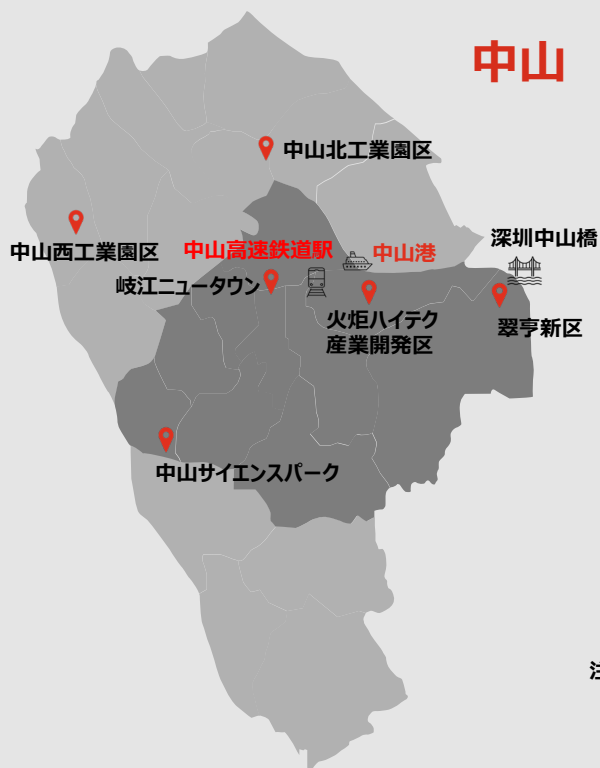 中山
中山北工業園区
中山西工業園区
中山高速鉄道駅
中山港
深圳中山橋
岐江ニュータウン
火炬ハイテク
産業開発区
翠亨新区
中山サイエンスパーク
注